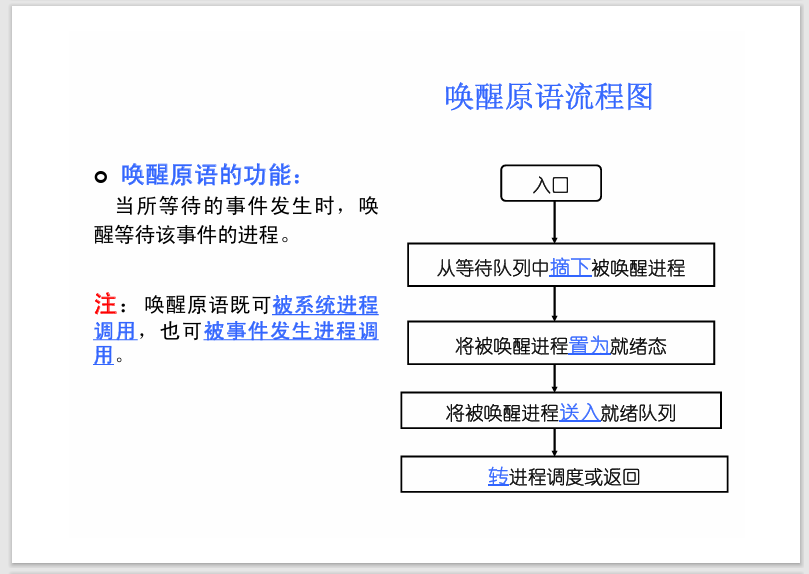 唤醒原语流程图
唤醒原语的功能：
当所等待的事件发生时，唤
醒等待该事件的进程。
注： 唤醒原语既可被系统进程
调用，也可被事件发生进程调
用。
入口
从等待队列中摘下被唤醒进程
将被唤醒进程置为就绪态
将被唤醒进程送入就绪队列
转进程调度或返回